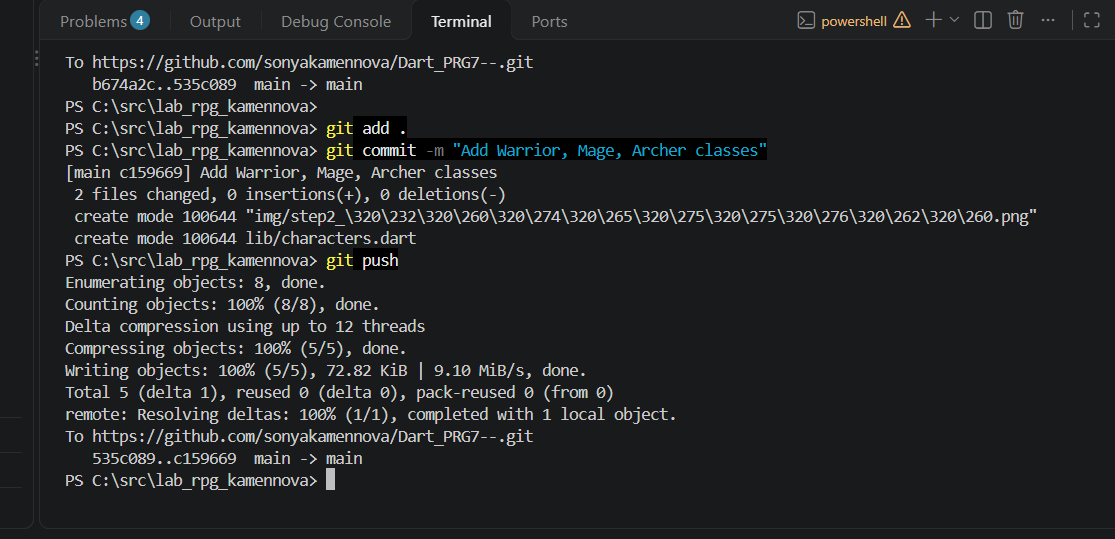 Problems 4 Output Debug Console Terminal Ports powershell
To https://github.com/sonyakamennova/Dart_PRG7--.git
b674a2c..535c089 main -> main
PS C:\src\lab_rpg_kamennova>
PS C:\src\lab_rpg_kamennova> git add .
PS C:\src\lab_rpg_kamennova> git commit -m "Add Warrior, Mage, Archer classes"
[main c159669] Add Warrior, Mage, Archer classes
2 files changed, 0 insertions(+), 0 deletions(-)
create mode 100644 "img/step2_\320\232\320\260\320\274\320\265\320\275\320\275\320\276\320\262\320\260.png"
create mode 100644 lib/characters.dart
PS C:\src\lab_rpg_kamennova> git push
Enumerating objects: 8, done.
Counting objects: 100% (8/8), done.
Delta compression using up to 12 threads
Compressing objects: 100% (5/5), done.
Writing objects: 100% (5/5), 72.82 KiB | 9.10 MiB/s, done.
Total 5 (delta 1), reused 0 (delta 0), pack-reused 0 (from 0)
remote: Resolving deltas: 100% (1/1), completed with 1 local object.
To https://github.com/sonyakamennova/Dart_PRG7--.git
535c089..c159669 main -> main
PS C:\src\lab_rpg_kamennova>